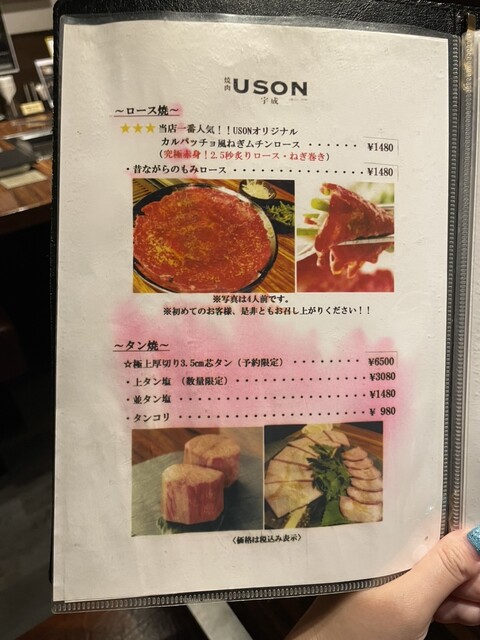 焼肉 USON
宇成
~ロース焼~
★★★当店一番人気！！USONオリジナル
カルパッチョ風ねぎムチンロース ・・・・・・ ¥1480
(究極赤身！2.5秒炙りロース・ねぎ巻き)
・昔ながらのもみロース ・・・・・・・・・・・・・・ ¥1480
※写真は4人前です。
※初めてのお客様、是非ともお召し上がりください！！
~タン焼~
☆極上厚切り3.5cm芯タン（予約限定） ・・・・・・・・ ¥6500
・上タン塩 （数量限定） ・・・・・・・・・・・・・・ ¥3080
・並タン塩 ・・・・・・・・・・・・・・・・・・・・ ¥1480
・タンコリ ・・・・・・・・・・・・・・・・・・・・ ¥ 980
〈価格は税込み表示〉